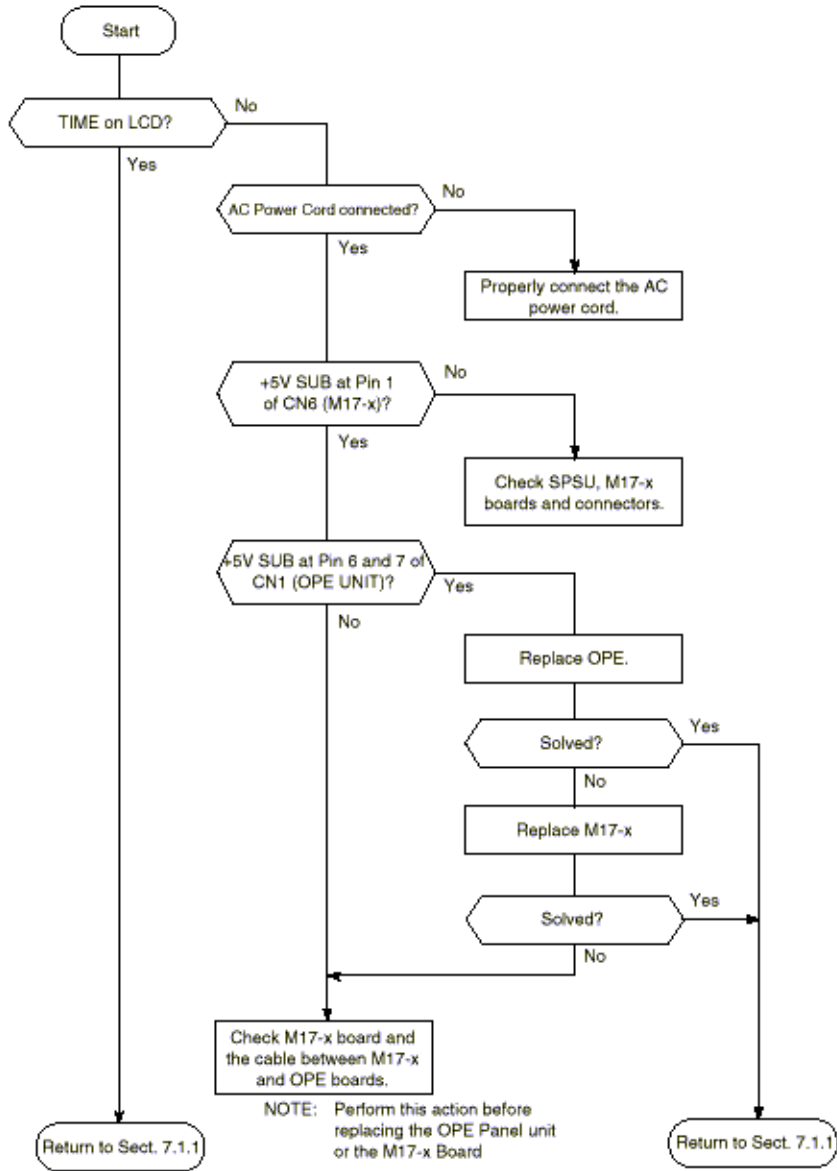 Start
TIME on LCD?
No
Yes
AC Power Cord connected?
No
Yes
Properly connect the AC
power cord.
+5V SUB at Pin 1
of CN6 (M17-x)?
No
Yes
Check SPSU, M17-x
boards and connectors.
+5V SUB at Pin 6 and 7 of
CN1 (OPE UNIT)?
Yes
No
Replace OPE.
Solved?
Yes
No
Replace M17-x
Solved?
Yes
No
Check M17-x board and
the cable between M17-x
and OPE boards.
NOTE: Perform this action before
replacing the OPE Panel unit
or the M17-x Board
Return to Sect. 7.1.1
Return to Sect. 7.1.1